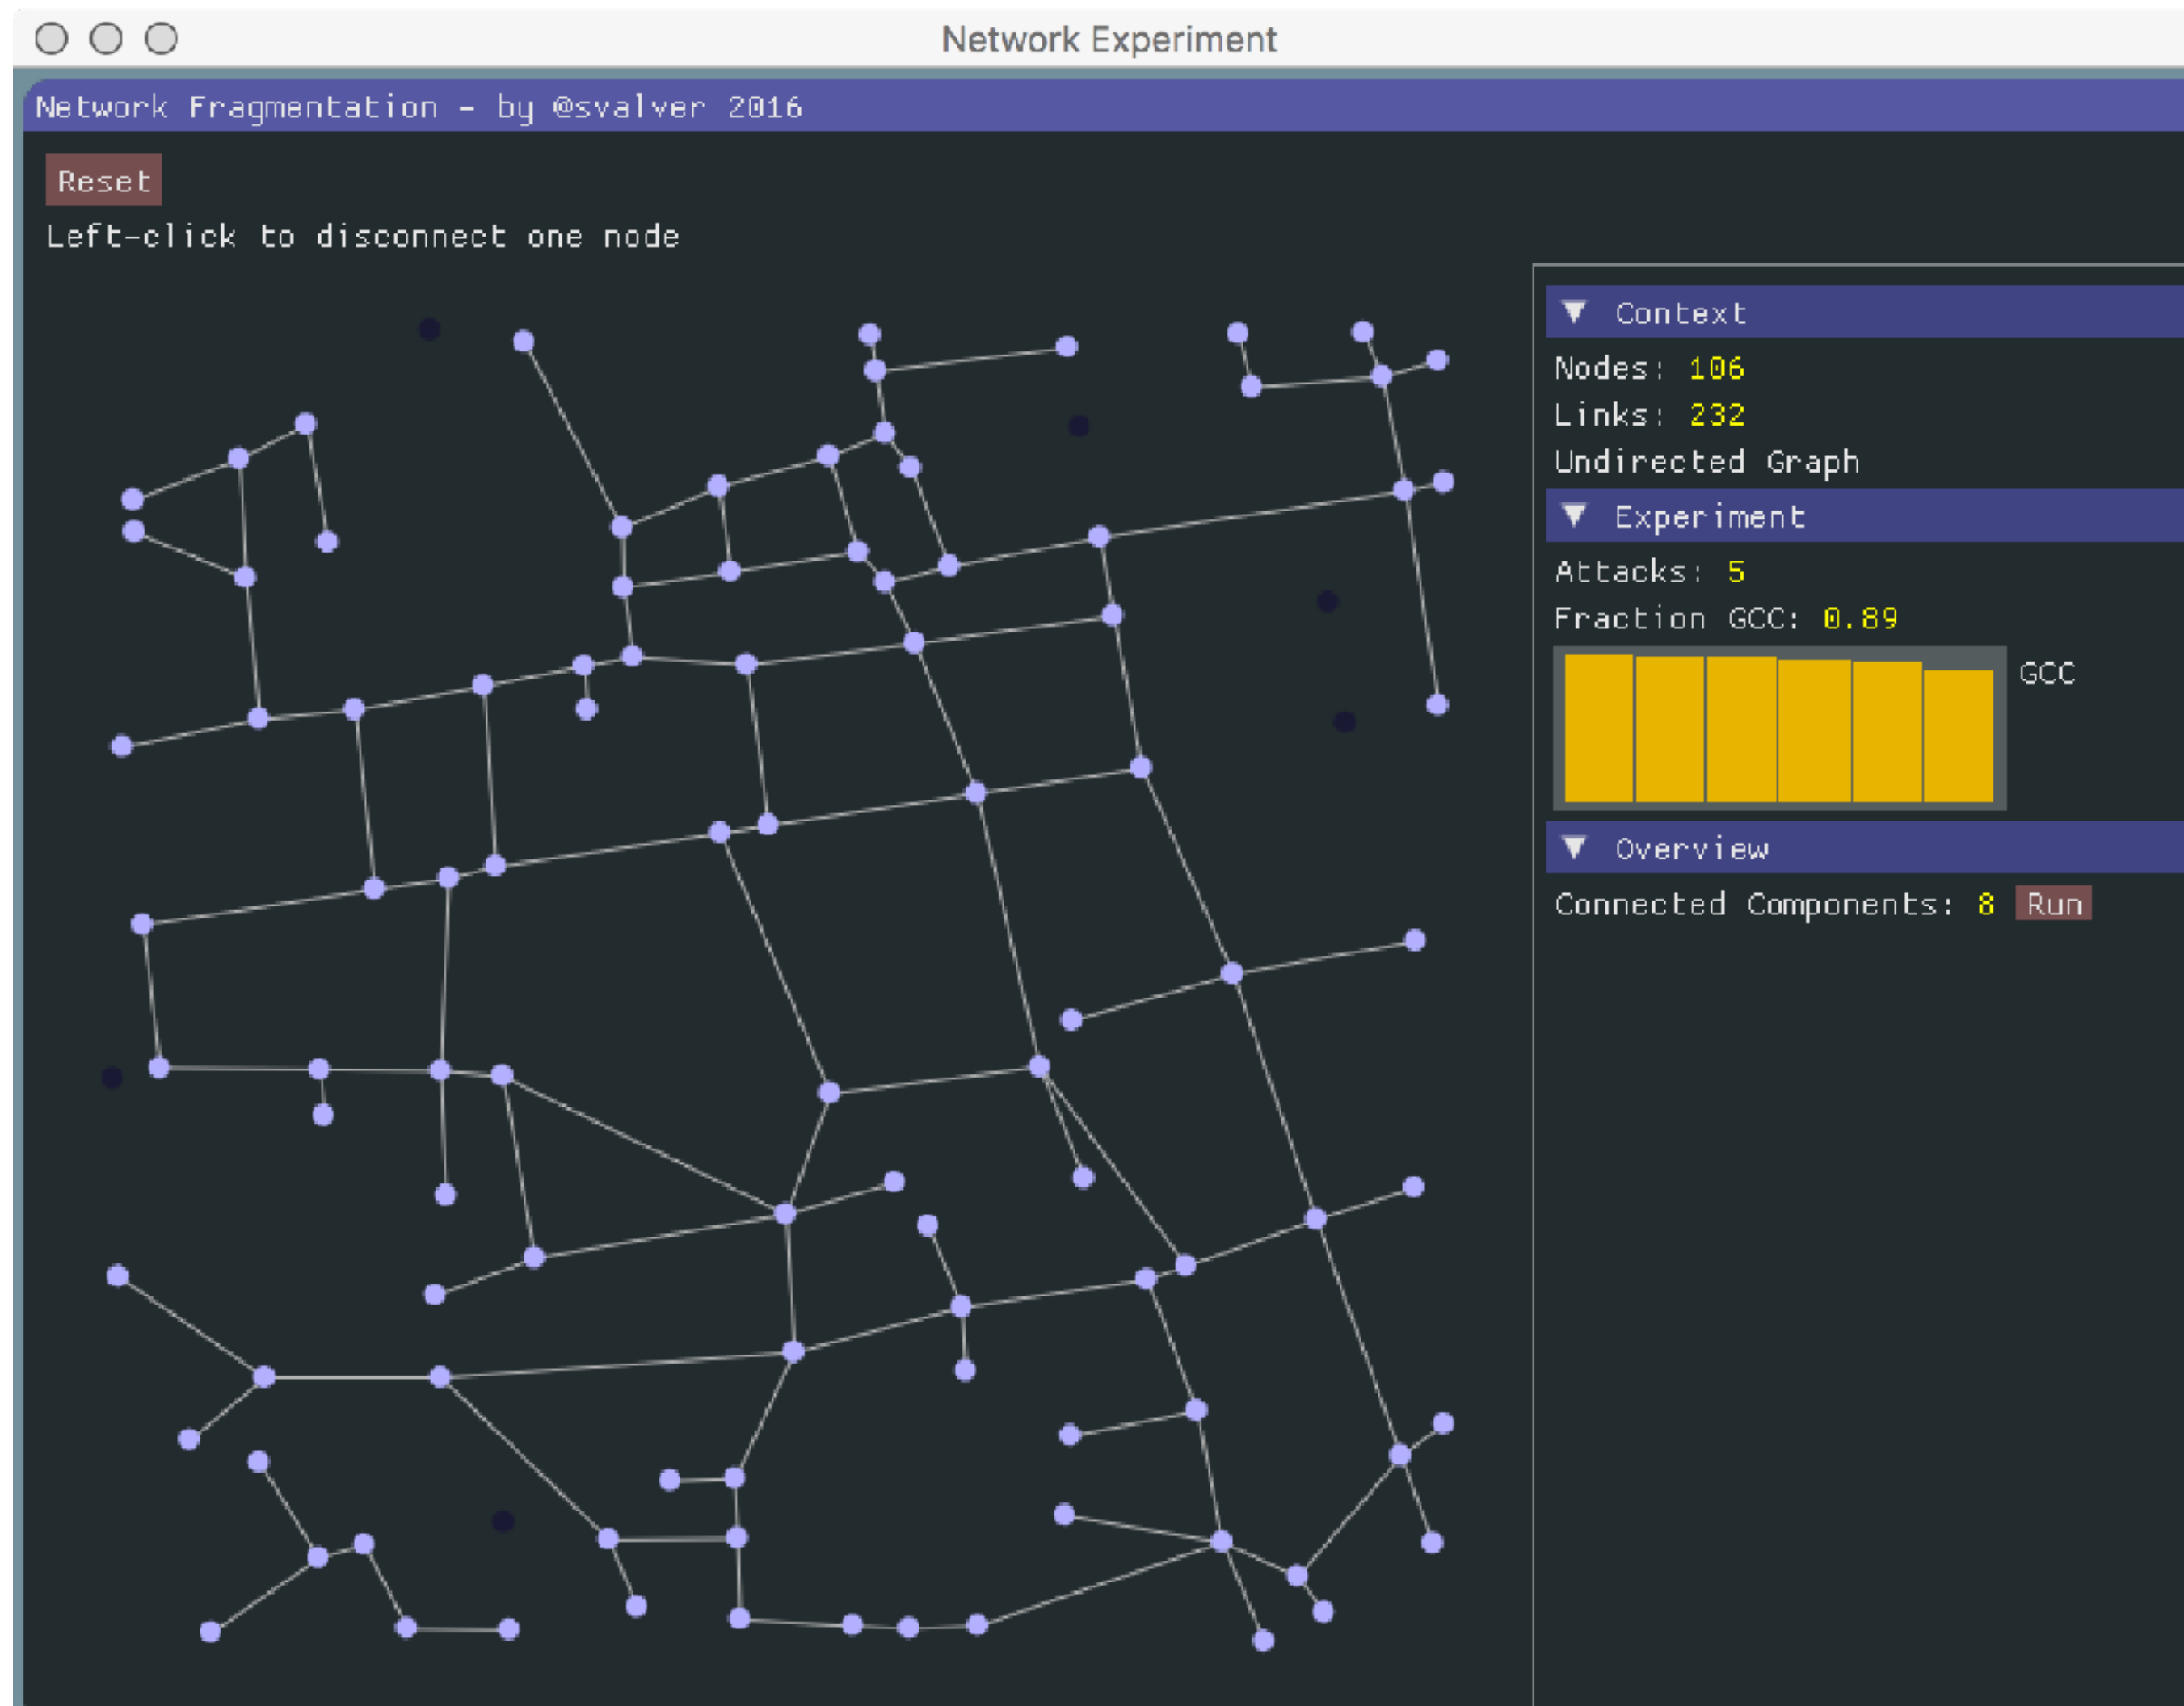 Network Experiment
Network Fragmentation - by @svalver 2016
Reset
Left-click to disconnect one node
Context
Nodes: 106
Links: 232
Undirected Graph
Experiment
Attacks: 5
Fraction GCC: 0.89
GCC
Overview
Connected Components: 8 Run